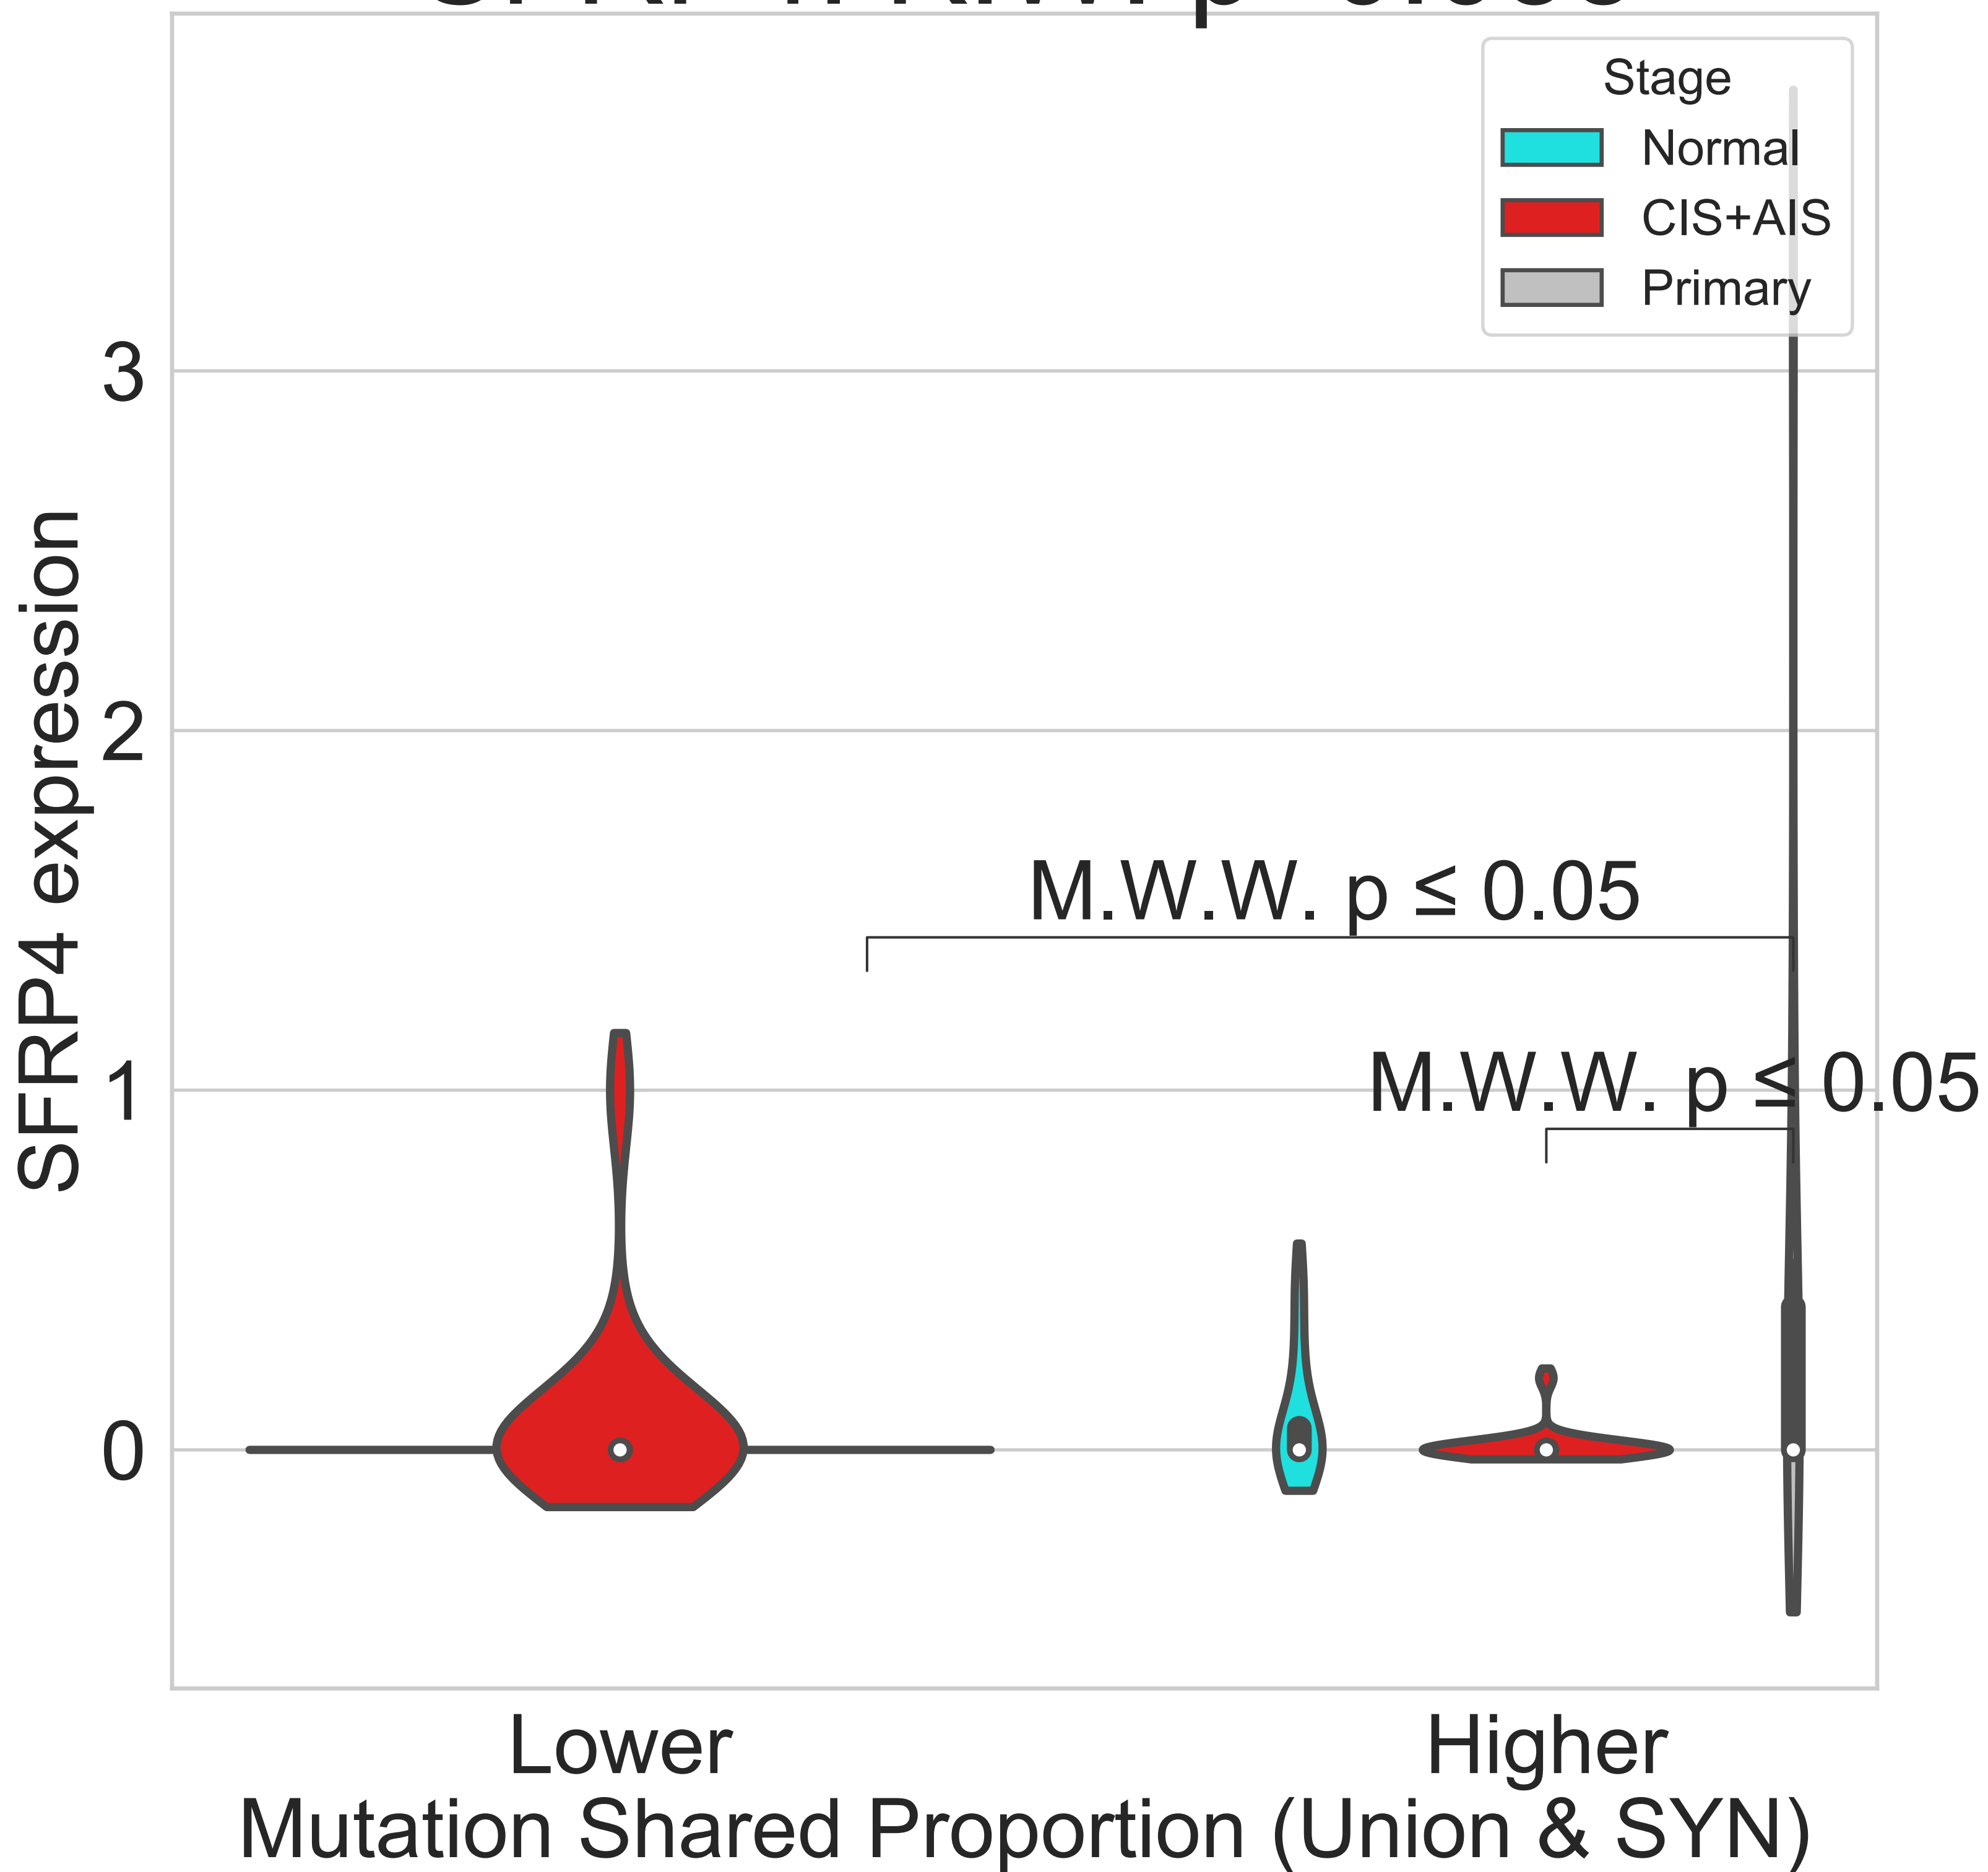 Stage
Normal
CIS+AIS
Primary
3
2
1
0
SFRP4 expression
M.W.W. p ≤ 0.05
M.W.W. p ≤ 0.05
Lower
Higher
Mutation Shared Proportion (Union & SYN)